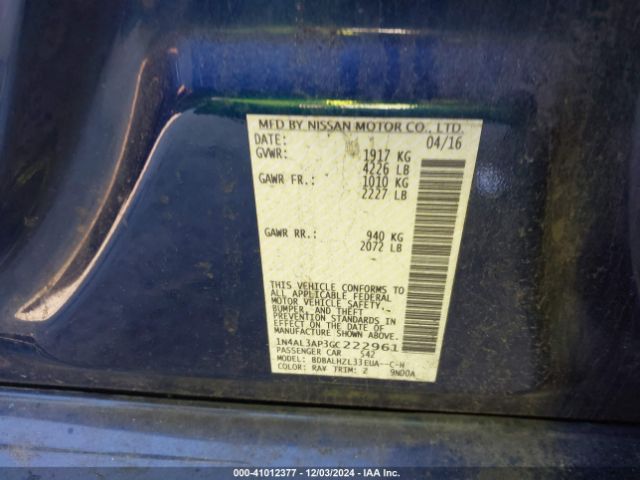 MFD BY NISSAN MOTOR CO., LTD.
DATE: 04/16
GVWR: 1917 KG
4226 LB
GAWR FR.: 1010 KG
2227 LB
GAWR RR.: 940 KG
2072 LB
THIS VEHICLE CONFORMS TO
ALL APPLICABLE FEDERAL
MOTOR VEHICLE SAFETY,
BUMPER, AND THEFT
PREVENTION STANDARDS IN
EFFECT ON THE DATE OF
MANUFACTURE SHOWN ABOVE.
1N4AL3AP3GC222961
PASSENGER CAR S42
MODEL: BDBALHZL33EUA--C-H
COLOR: RAY TRIM: Z 9ND0A
000-41012377 - 12/03/2024 - IAA Inc.